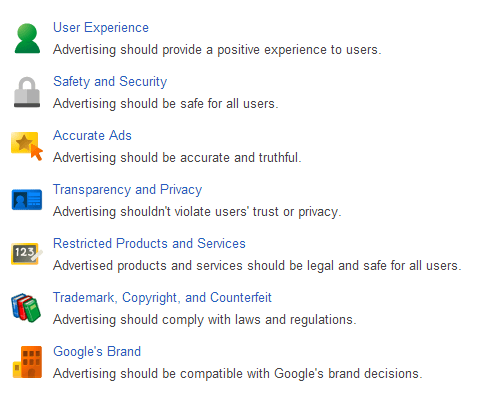 User Experience
Advertising should provide a positive experience to users.
Safety and Security
Advertising should be safe for all users.
Accurate Ads
Advertising should be accurate and truthful.
Transparency and Privacy
Advertising shouldn't violate users' trust or privacy.
123
Restricted Products and Services
Advertised products and services should be legal and safe for all users.
Trademark, Copyright, and Counterfeit
Advertising should comply with laws and regulations.
Google's Brand
Advertising should be compatible with Google's brand decisions.